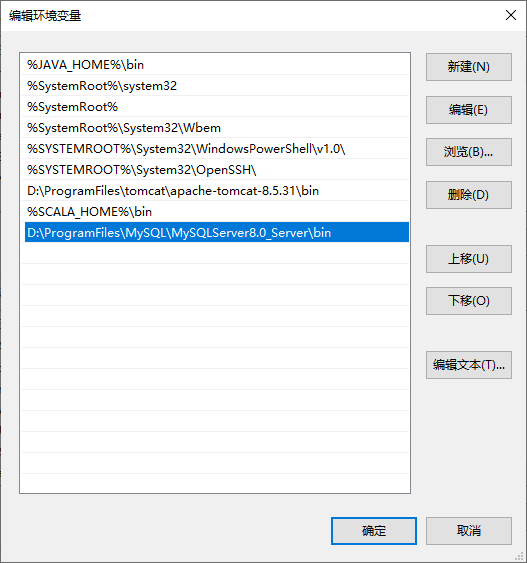 编辑环境变量
%JAVA_HOME%\bin
%SystemRoot%\system32
%SystemRoot%
%SystemRoot%\System32\Wbem
%SYSTEMROOT%\System32\WindowsPowerShell\v1.0\
%SYSTEMROOT%\System32\OpenSSH\
D:\ProgramFiles\tomcat\apache-tomcat-8.5.31\bin
%SCALA_HOME%\bin
D:\ProgramFiles\MySQL\MySQLServer8.0_Server\bin
新建(N)
编辑(E)
浏览(B)...
删除(D)
上移(U)
下移(O)
编辑文本(T)...
确定
取消